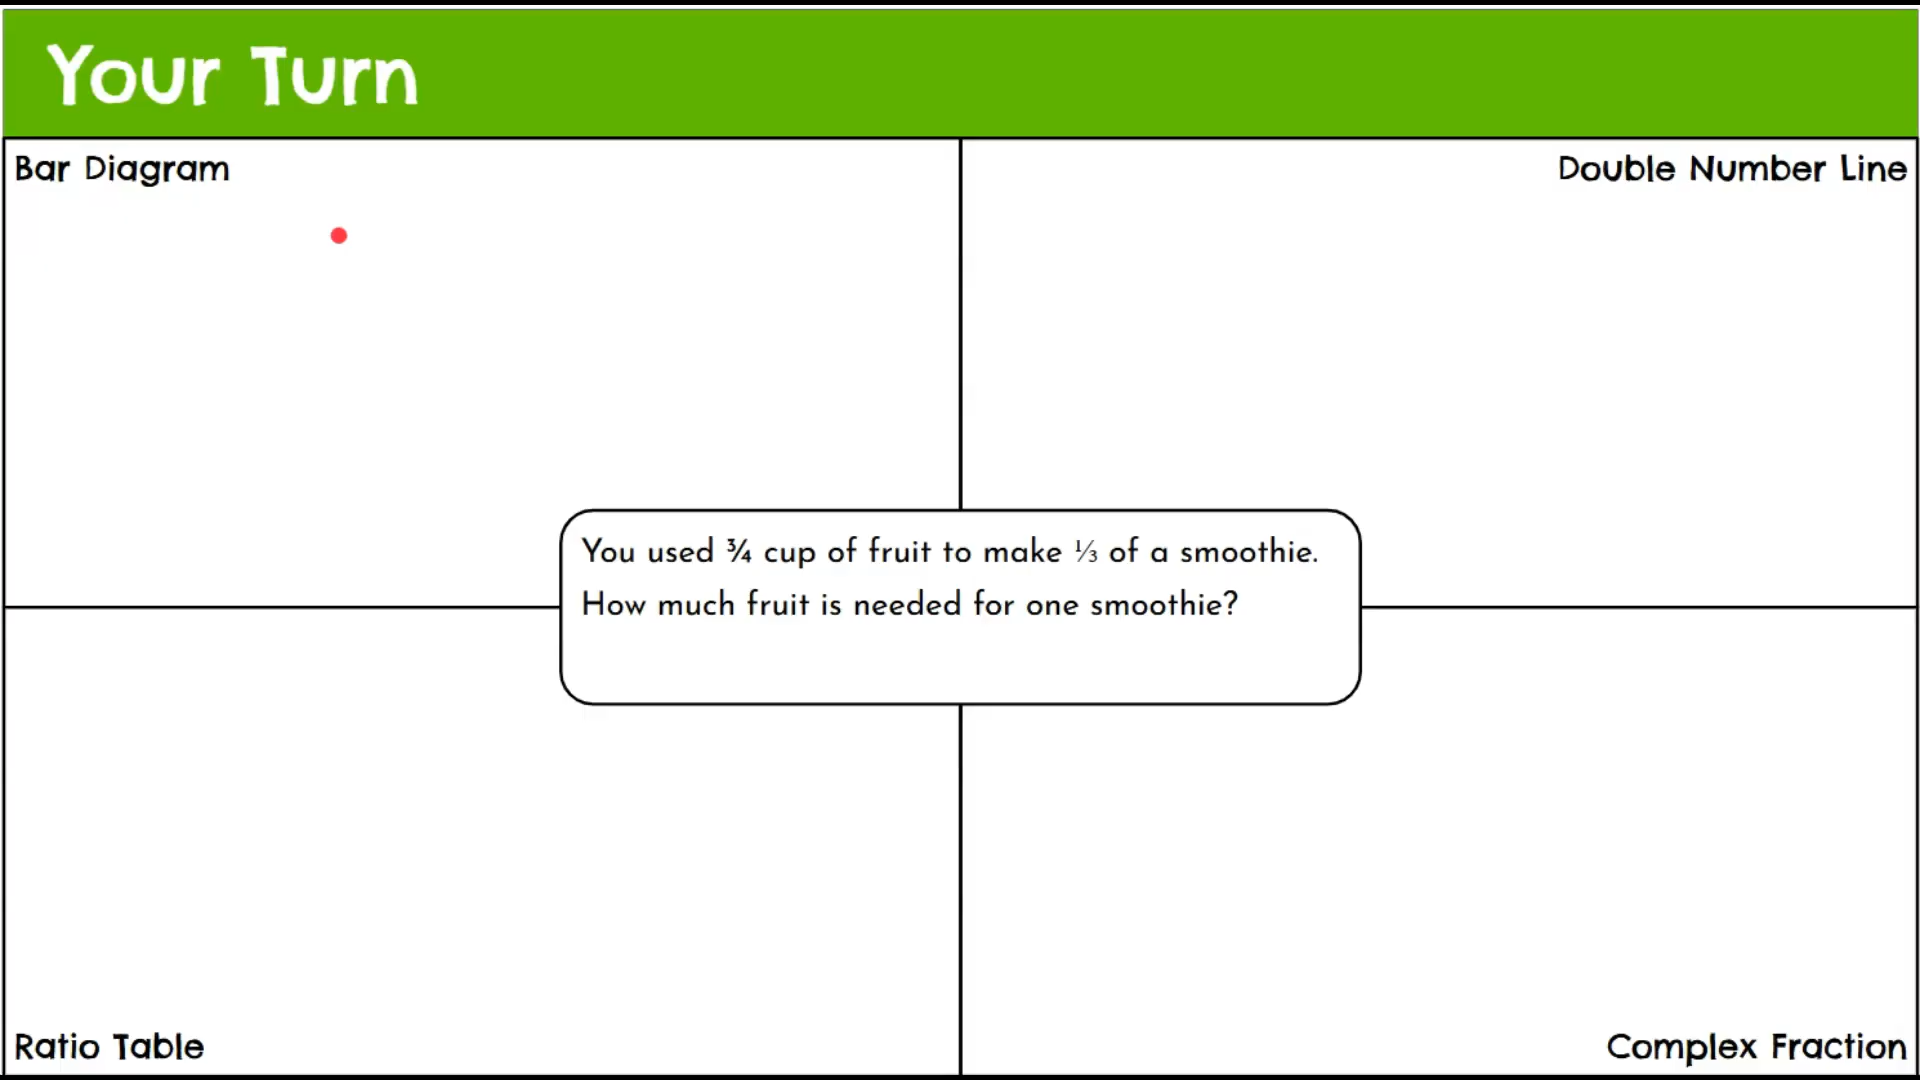 Your Turn
Bar Diagram
Double Number Line
You used ¾ cup of fruit to make ⅓ of a smoothie.
How much fruit is needed for one smoothie?
Ratio Table
Complex Fraction